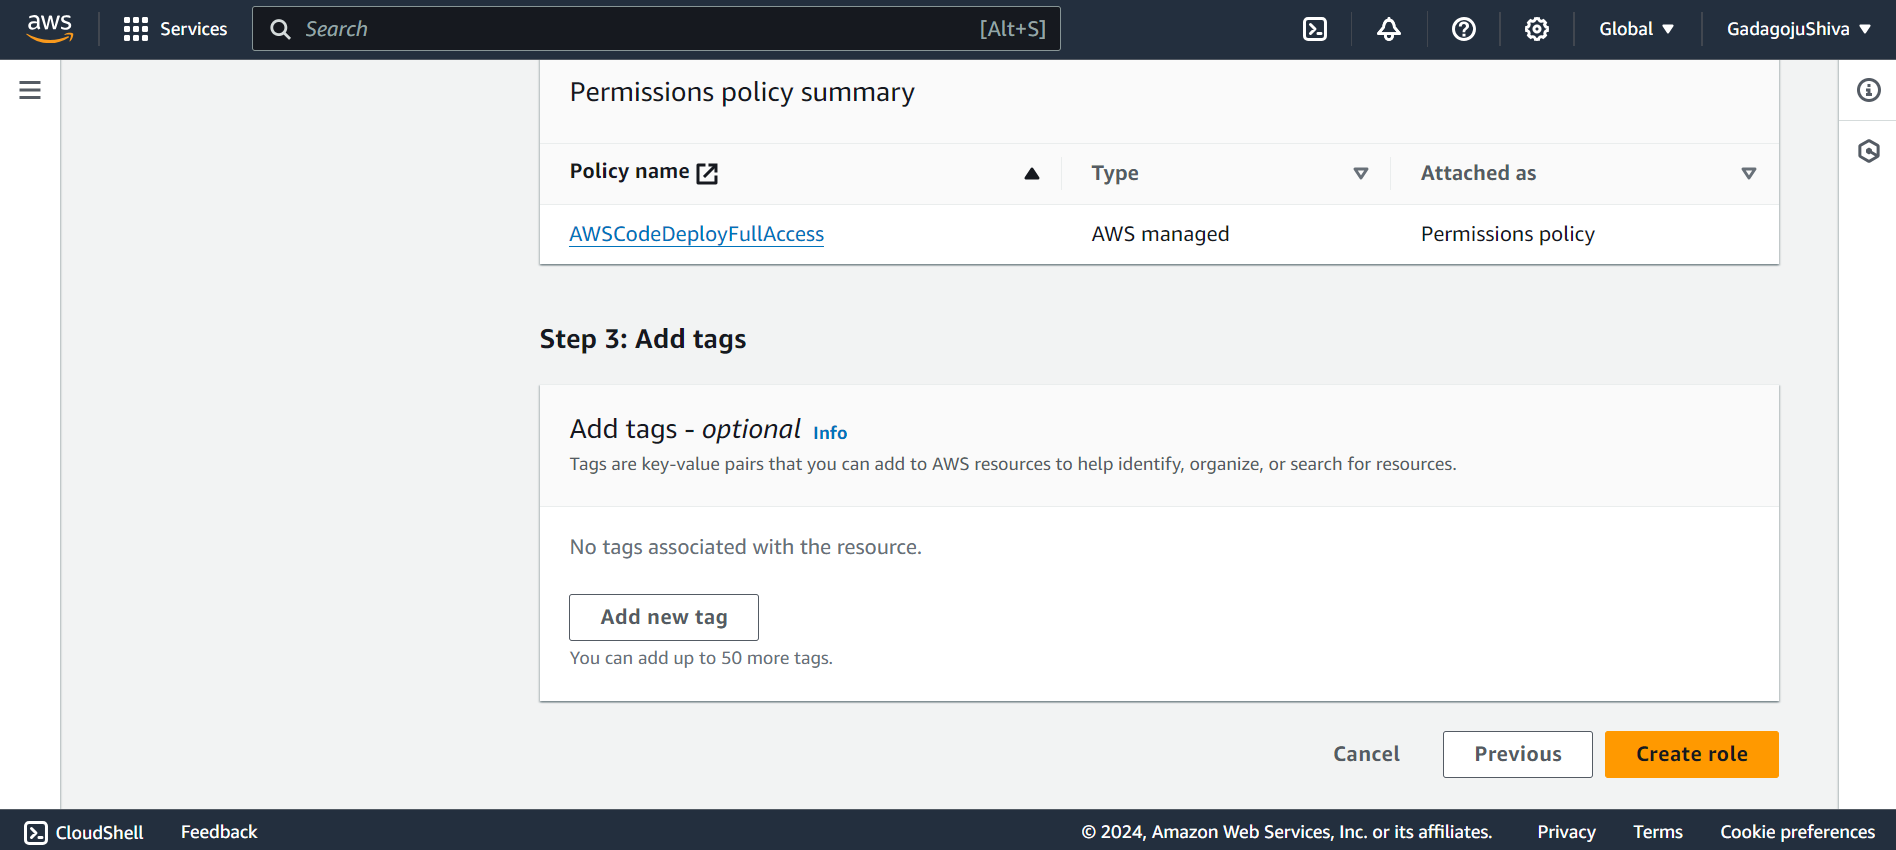 aws Services Search [Alt+S] Global GadagojuShiva
Permissions policy summary
Policy name Type Attached as
AWSCodeDeployFullAccess AWS managed Permissions policy
Step 3: Add tags
Add tags - optional Info
Tags are key-value pairs that you can add to AWS resources to help identify, organize, or search for resources.
No tags associated with the resource.
Add new tag
You can add up to 50 more tags.
Cancel Previous Create role
CloudShell Feedback © 2024, Amazon Web Services, Inc. or its affiliates. Privacy Terms Cookie preferences